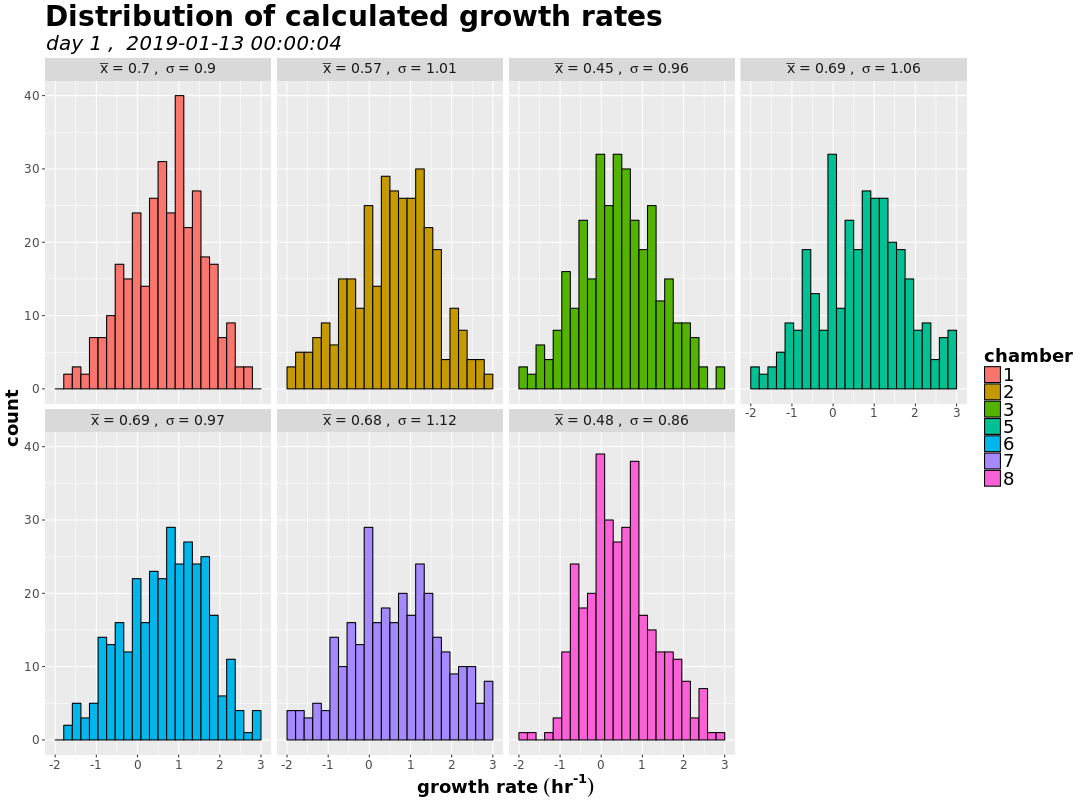 Distribution of calculated growth rates
day 1 , 2019-01-13 00:00:04
x̅ = 0.7 , σ = 0.9
x̅ = 0.57 , σ = 1.01
x̅ = 0.45 , σ = 0.96
x̅ = 0.69 , σ = 1.06
40
30
20
10
0
-2 -1 0 1 2 3
x̅ = 0.69 , σ = 0.97
x̅ = 0.68 , σ = 1.12
x̅ = 0.48 , σ = 0.86
40
30
20
10
0
-2 -1 0 1 2 3
-2 -1 0 1 2 3
-2 -1 0 1 2 3
count
growth rate (hr⁻¹)
chamber
1
2
3
5
6
7
8